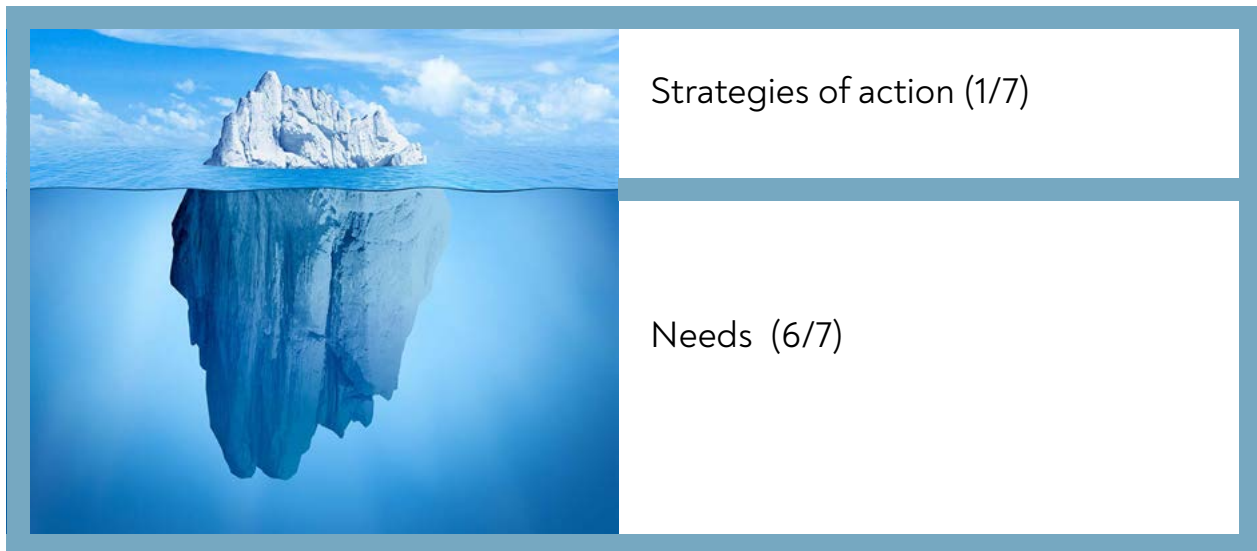 Strategies of action (1/7)
Needs (6/7)